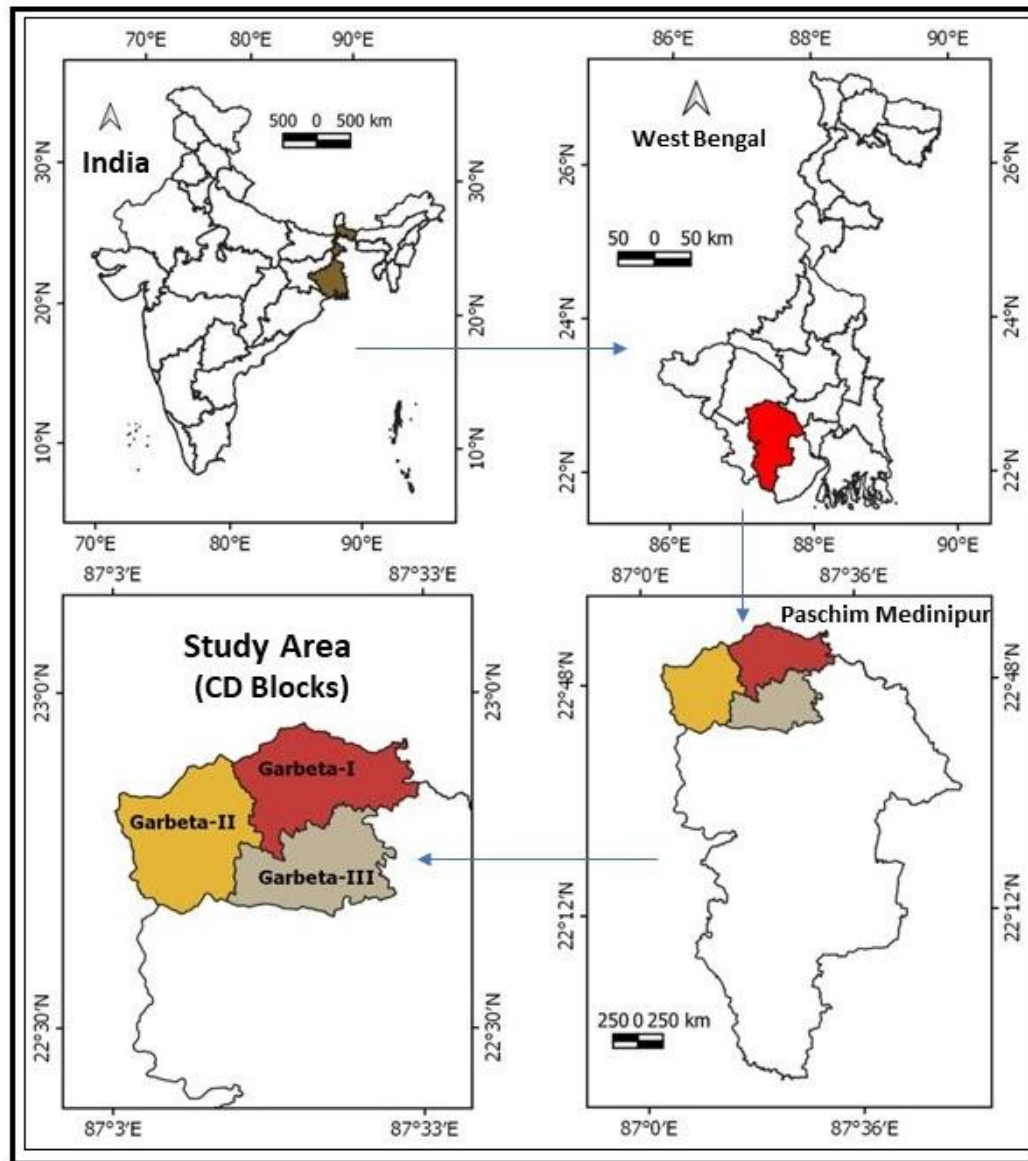 70°E 80°E 90°E
India
500 0 500 km
30°N
20°N
10°N
30°N
20°N
10°N
70°E 80°E 90°E
86°E 88°E 90°E
West Bengal
50 0 50 km
26°N
24°N
22°N
26°N
24°N
22°N
86°E 88°E 90°E
87°3'E 87°33'E
Study Area
(CD Blocks)
23°0'N
22°30'N
23°0'N
22°30'N
Garbeta-I
Garbeta-II
Garbeta-III
87°3'E 87°33'E
87°0'E 87°36'E
Paschim Medinipur
22°48'N
22°12'N
22°48'N
22°12'N
250 0 250 km
87°0'E 87°36'E